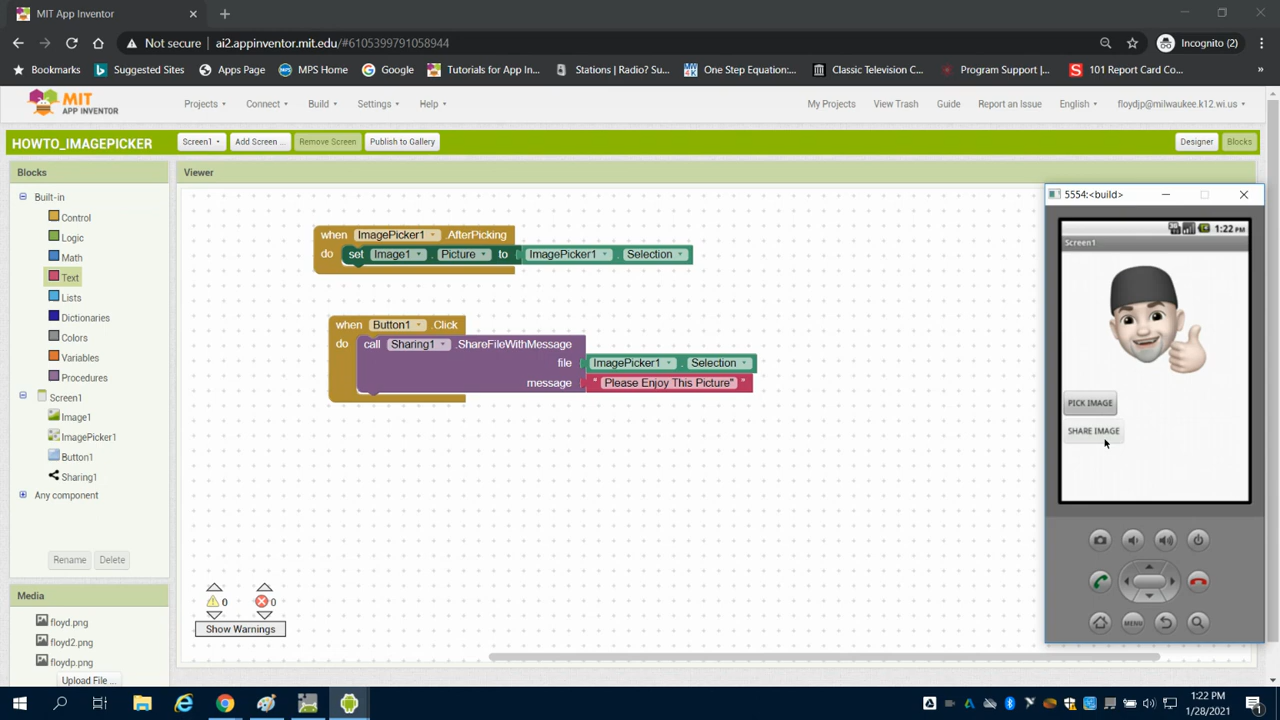 MIT App Inventor
Incognito (2)
Not secure
ai2.appinventor.mit.edu/#6105399791058944
Bookmarks
Suggested Sites
Apps Page
MPS Home
Google
Tutorials for App In...
Stations | Radio? Su...
One Step Equation:...
Classic Television C...
Program Support |...
101 Report Card Co...
»
MIT
APP INVENTOR
Projects
Connect
Build
Settings
Help
My Projects
View Trash
Guide
Report an Issue
English
floydjp@milwaukee.k12.wi.us
HOWTO_IMAGEPICKER
Screen1
Add Screen ...
Remove Screen
Publish to Gallery
Designer
Blocks
Blocks
Built-in
Control
Logic
Math
Text
Lists
Dictionaries
Colors
Variables
Procedures
Screen1
Image1
ImagePicker1
Button1
Sharing1
Any component
Rename
Delete
Media
floyd.png
floyd2.png
floydp.png
Upload File ...
Viewer
when ImagePicker1 .AfterPicking
do set Image1 . Picture to ImagePicker1 . Selection
when Button1 .Click
do call Sharing1 .ShareFileWithMessage
file ImagePicker1 . Selection
message " Please Enjoy This Picture" "
0
0
Show Warnings
5554:<build>
1:22 PM
Screen1
PICK IMAGE
SHARE IMAGE
MENU
1:22 PM
1/28/2021
1